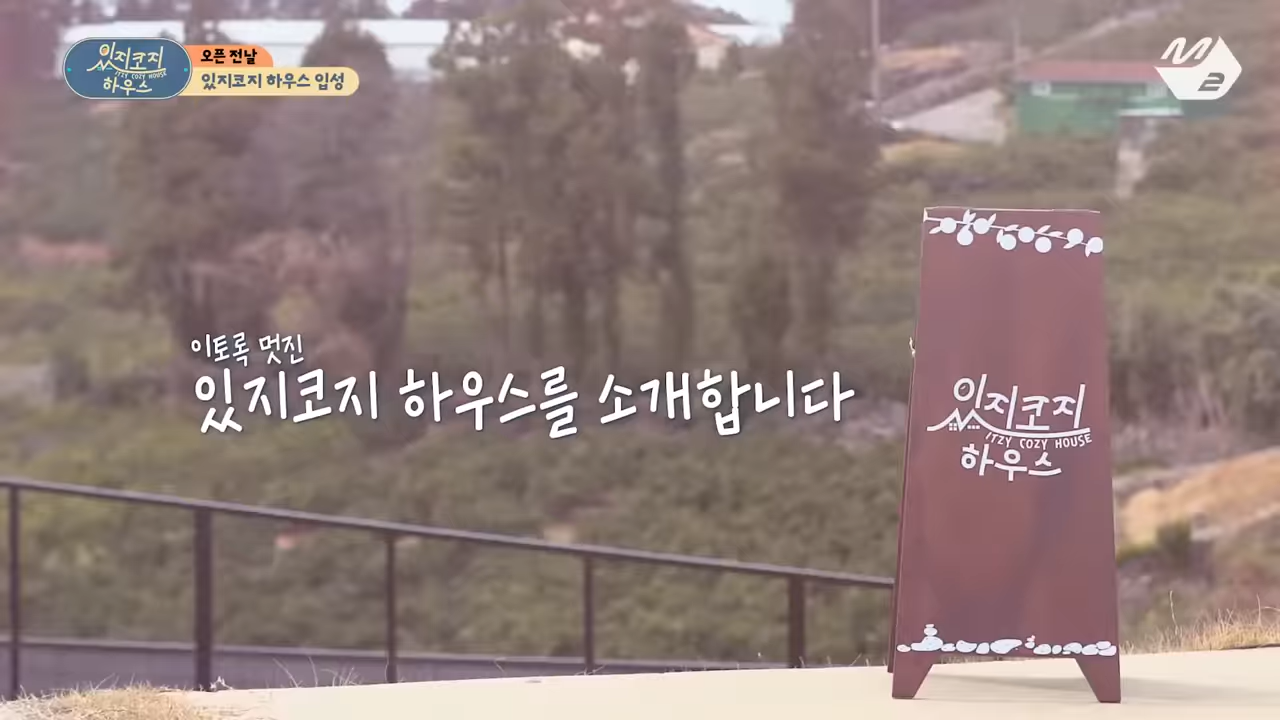 있지코지
ITZY COZY HOUSE
하우스
오픈 전날
있지코지 하우스 입성
M2
이토록 멋진
있지코지 하우스를 소개합니다
있지코지
ITZY COZY HOUSE
하우스